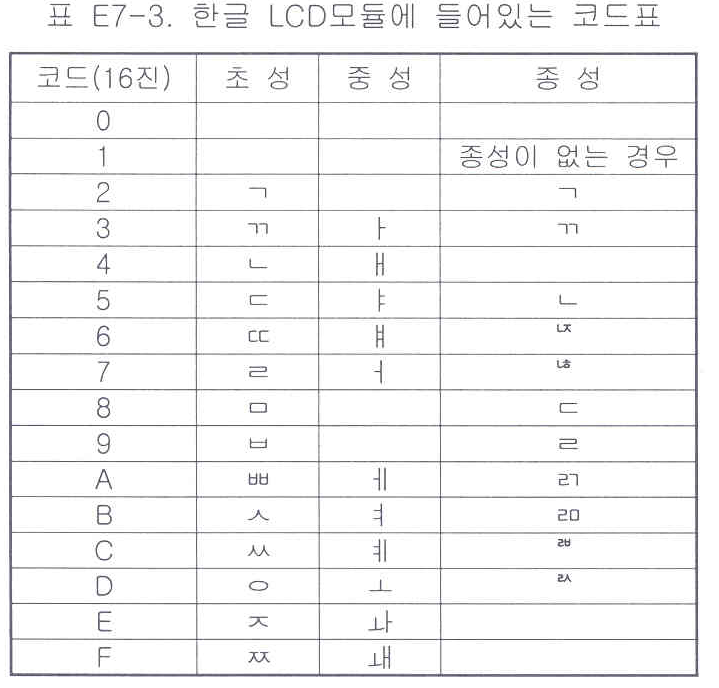 표 E7-3. 한글 LCD모듈에 들어있는 코드표
코드(16진) 초 성 중 성 종 성
0
1 종성이 없는 경우
2 ㄱ ㄱ
3 ㄲ ㅏ ㄲ
4 ㄴ ㅐ
5 ㄷ ㅑ ㄴ
6 ㄸ ㅒ ㄵ
7 ㄹ ㅓ ㄶ
8 ㅁ ㄷ
9 ㅂ ㄹ
A ㅃ ㅔ ㄺ
B ㅅ ㅕ ㄻ
C ㅆ ㅖ ㄼ
D ㅇ ㅗ ㄽ
E ㅈ ㅘ
F ㅉ ㅙ